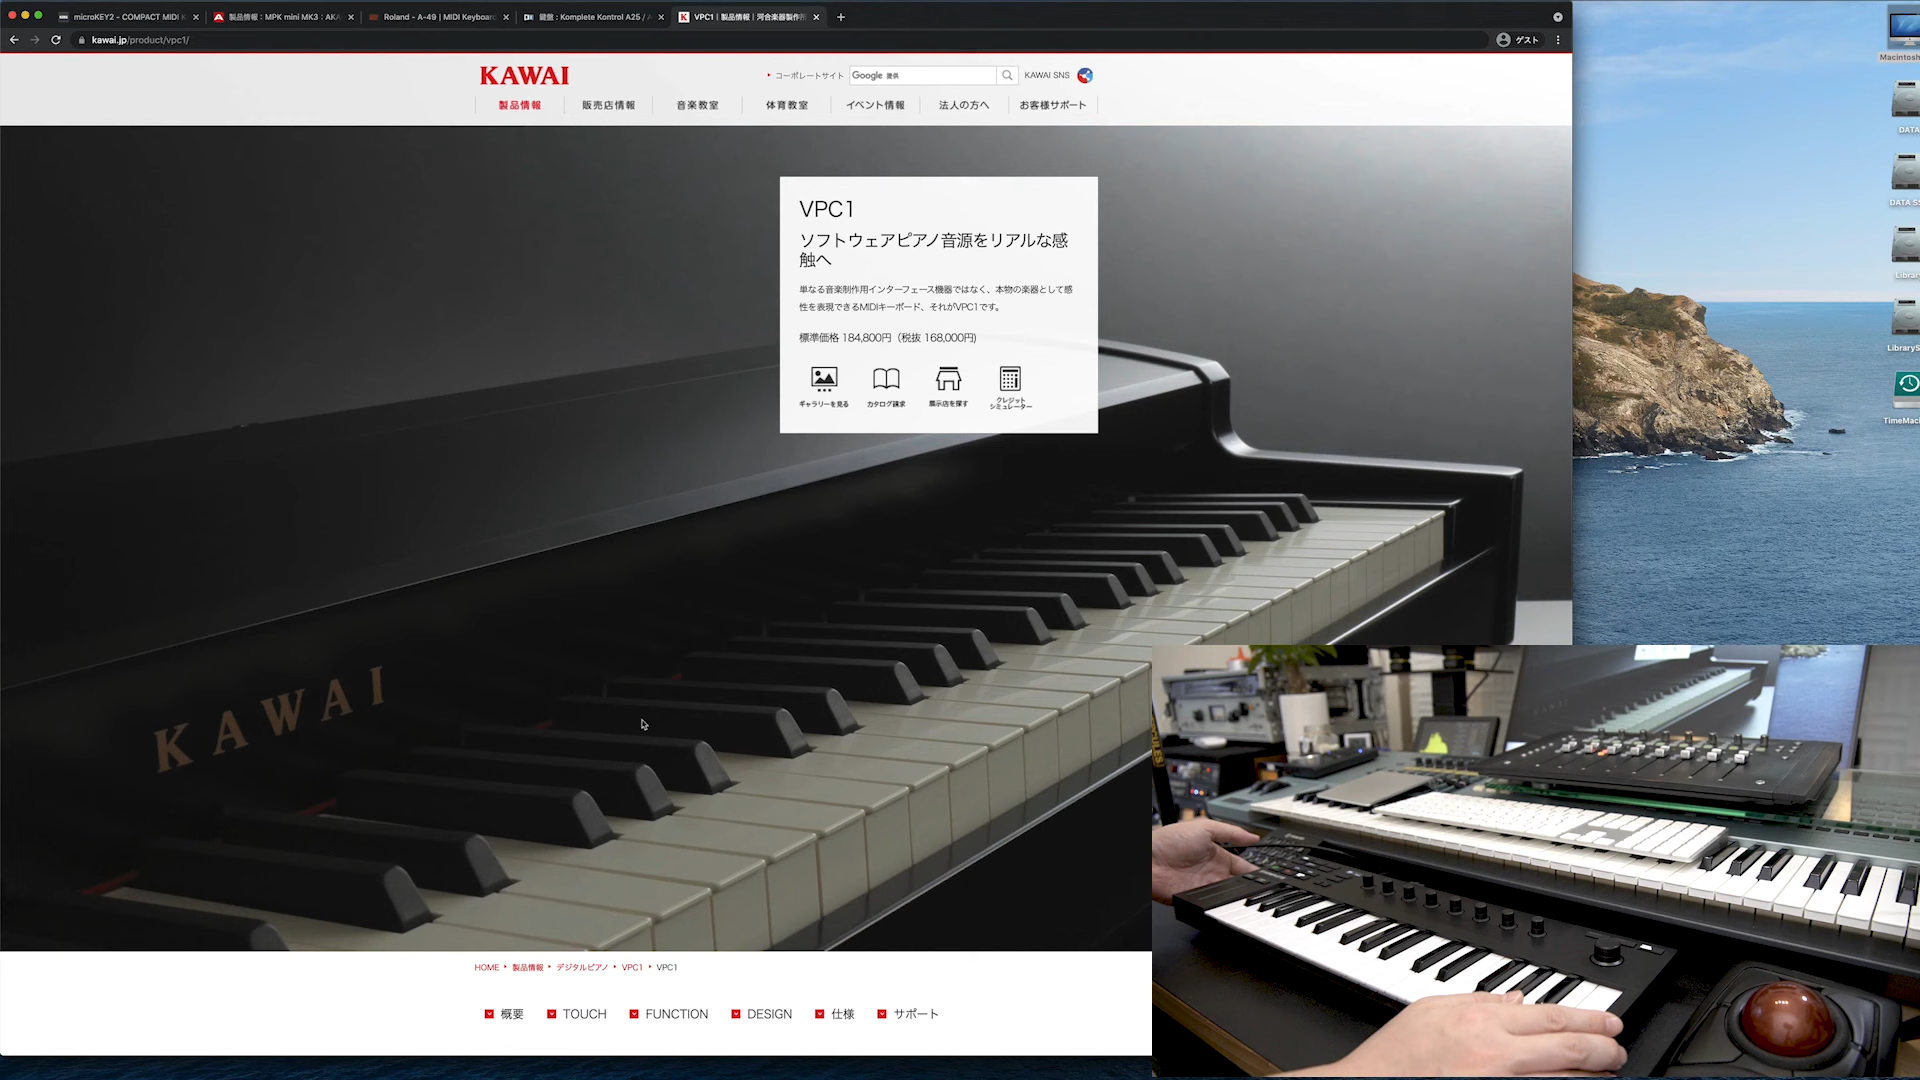 microKEY2 - COMPACT MIDI K
製品情報 : MPK mini MK3 : AKA
Roland - A-49 | MIDI Keyboard
鍵盤 : Komplete Kontrol A25 / A
VPC1 | 製品情報 | 河合楽器製作所
kawai.jp/product/vpc1/
ゲスト
KAWAI
コーポレートサイト
Google 提供
KAWAI SNS
製品情報
販売店情報
音楽教室
体育教室
イベント情報
法人の方へ
お客様サポート
VPC1
ソフトウェアピアノ音源をリアルな感
触へ
単なる音楽制作用インターフェース機器ではなく、本物の楽器として感
性を表現できるMIDIキーボード、それがVPC1です。
標準価格 184,800円（税抜 168,000円)
ギャラリーを見る
カタログ請求
展示店を探す
クレジット
シミュレーター
KAWAI
HOME
製品情報
デジタルピアノ
VPC1
VPC1
概要
TOUCH
FUNCTION
DESIGN
仕様
サポート
Macintosh
DATA
DATA S
Library
LibraryS
TimeMac